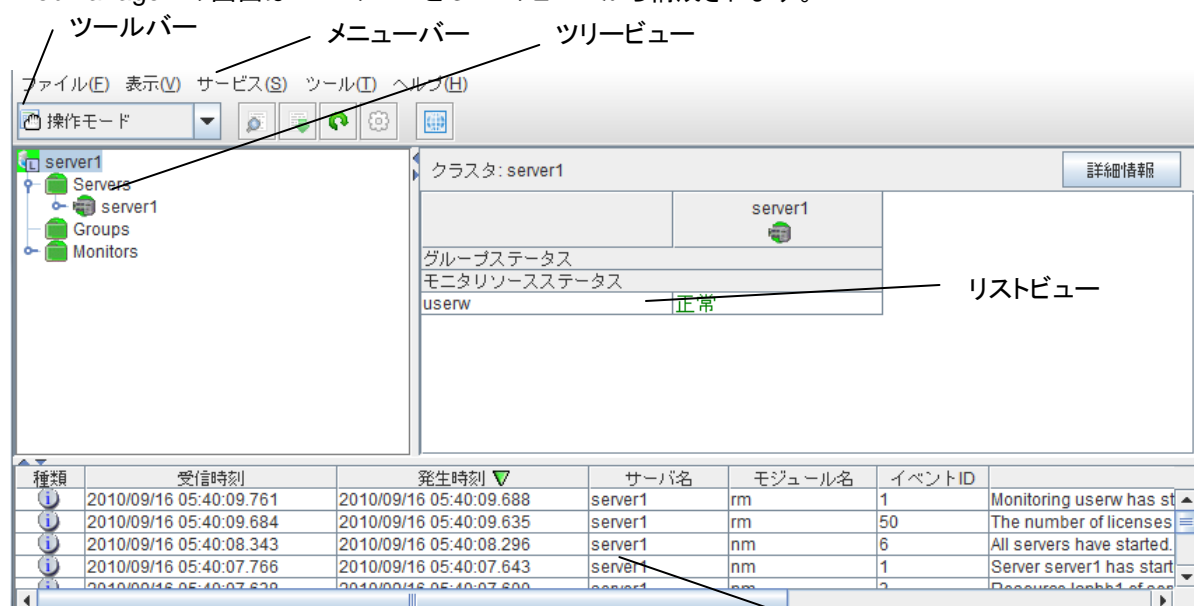 ツールバー
メニューバー
ツリービュー
ファイル(F) 表示(V) サービス(S) ツール(T) ヘルプ(H)
操作モード
server1
Servers
server1
Groups
Monitors
クラスタ: server1
詳細情報
server1
グループステータス
モニタリソースステータス
userw 正常
リストビュー
種類 受信時刻 発生時刻 サーバ名 モジュール名 イベントID
2010/09/16 05:40:09.761 2010/09/16 05:40:09.688 server1 rm 1 Monitoring userw has st
2010/09/16 05:40:09.684 2010/09/16 05:40:09.635 server1 rm 50 The number of licenses
2010/09/16 05:40:08.343 2010/09/16 05:40:08.296 server1 nm 6 All servers have started.
2010/09/16 05:40:07.766 2010/09/16 05:40:07.643 server1 nm 1 Server server1 has start